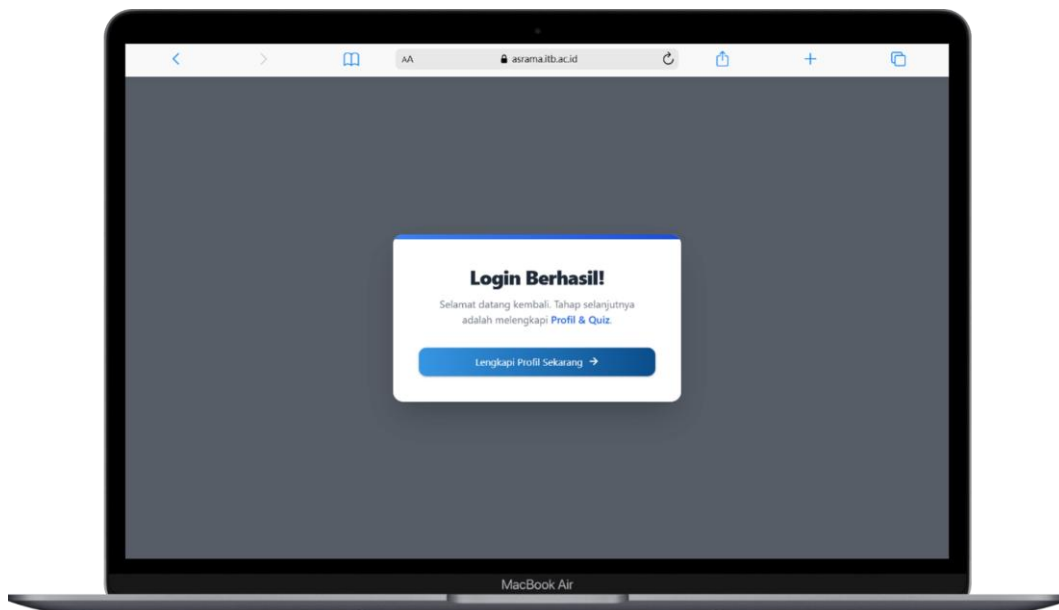 AA
asrama.itb.ac.id
Login Berhasil!
Selamat datang kembali. Tahap selanjutnya
adalah melengkapi Profil & Quiz.
Lengkapi Profil Sekarang →
MacBook Air